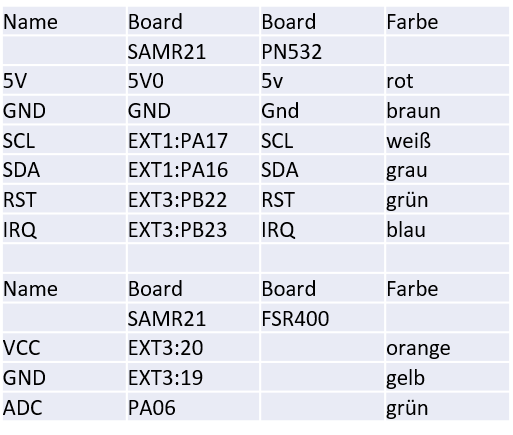 Name Board Board Farbe
SAMR21 PN532
5V 5V0 5v rot
GND GND Gnd braun
SCL EXT1:PA17 SCL weiß
SDA EXT1:PA16 SDA grau
RST EXT3:PB22 RST grün
IRQ EXT3:PB23 IRQ blau
Name Board Board Farbe
SAMR21 FSR400
VCC EXT3:20 orange
GND EXT3:19 gelb
ADC PA06 grün